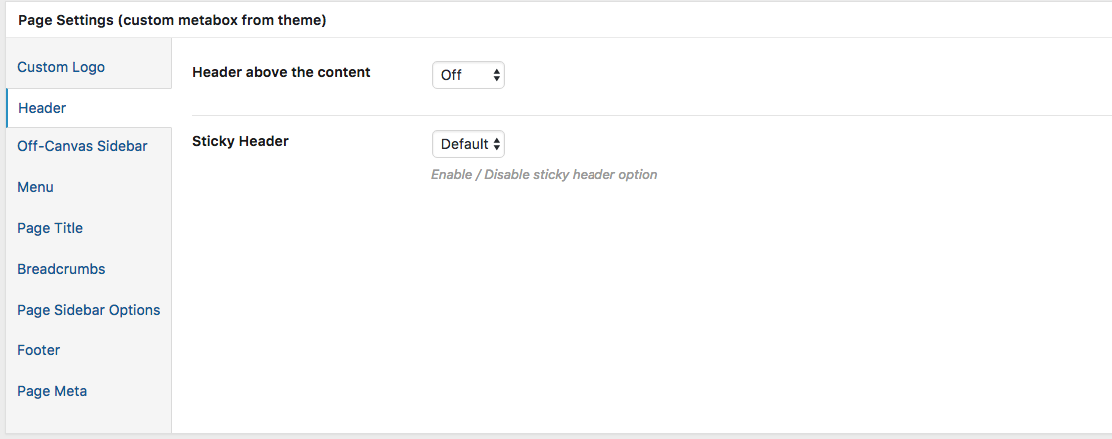 Page Settings (custom metabox from theme)
Custom Logo
Header
Off-Canvas Sidebar
Menu
Page Title
Breadcrumbs
Page Sidebar Options
Footer
Page Meta
Header above the content
Off
Sticky Header
Default
Enable / Disable sticky header option